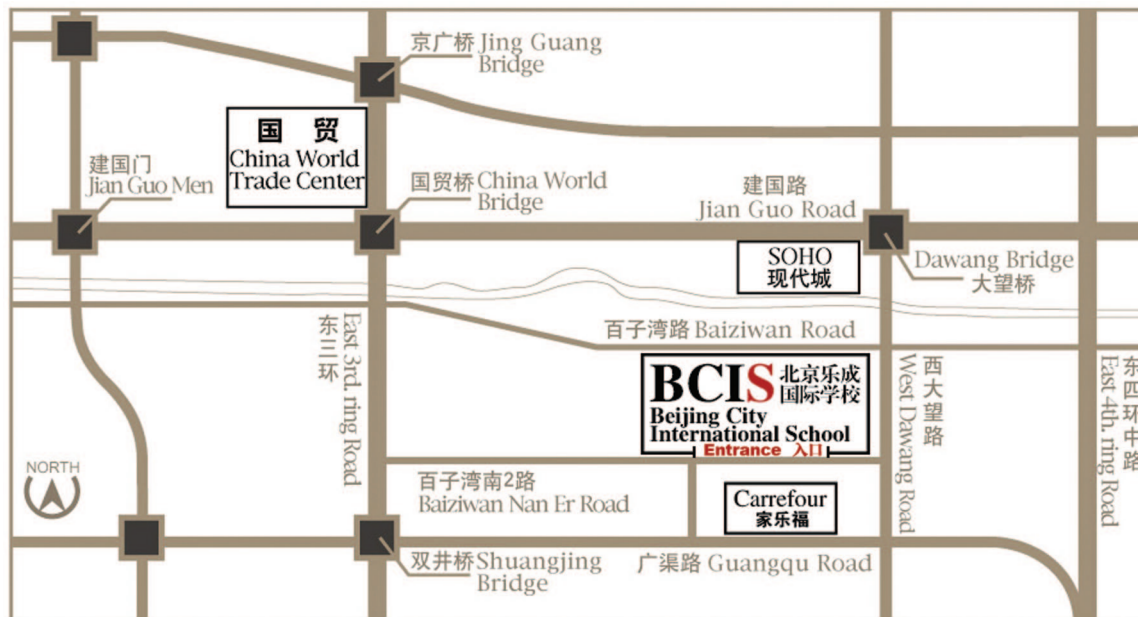 京广桥 Jing Guang
Bridge
国 贸
China World
Trade Center
建国门
Jian Guo Men
国贸桥 China World
Bridge
建国路
Jian Guo Road
SOHO
现代城
Dawang Bridge
大望桥
百子湾路 Baiziwan Road
东三环
East 3rd. ring Road
BCIS 北京乐成
国际学校
Beijing City
International School
Entrance 入口
西大望路
West Dawang Road
东四环中路
East 4th. ring Road
NORTH
百子湾南2路
Baiziwan Nan Er Road
Carrefour
家乐福
双井桥 Shuangjing
Bridge
广渠路 Guangqu Road